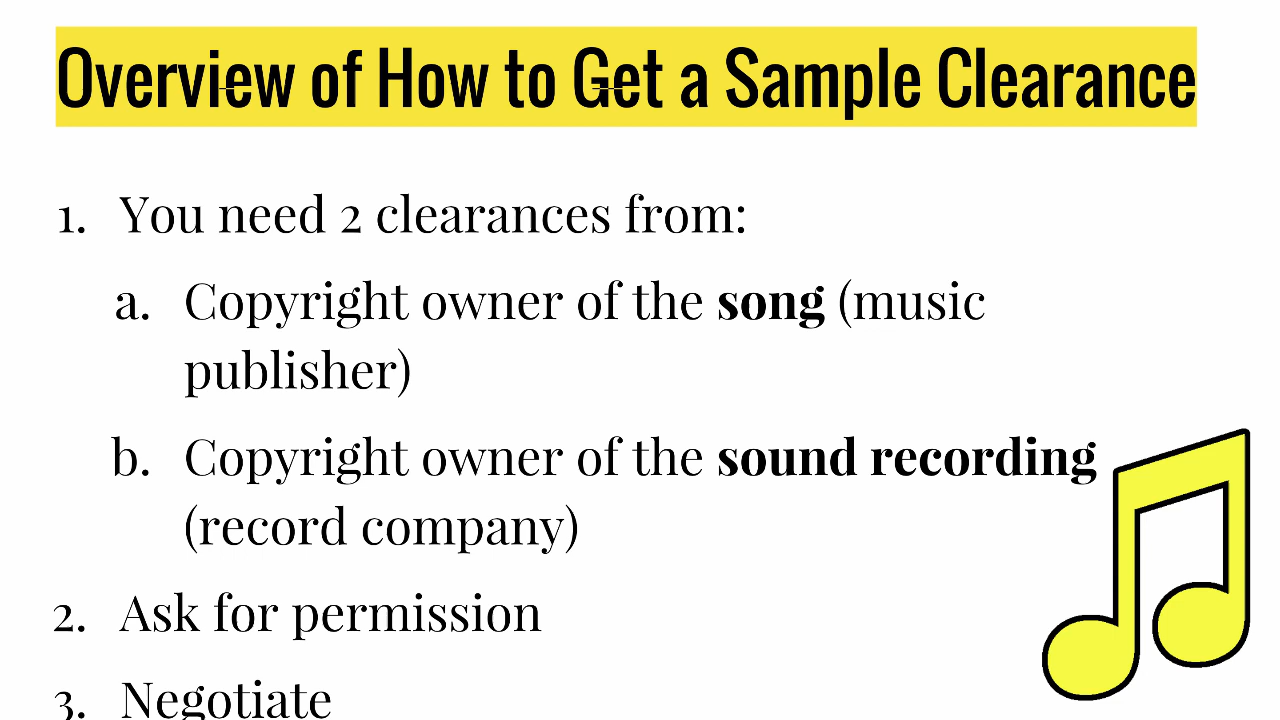 Overview of How to Get a Sample Clearance
1. You need 2 clearances from:
a. Copyright owner of the song (music
publisher)
b. Copyright owner of the sound recording
(record company)
2. Ask for permission
3. Negotiate